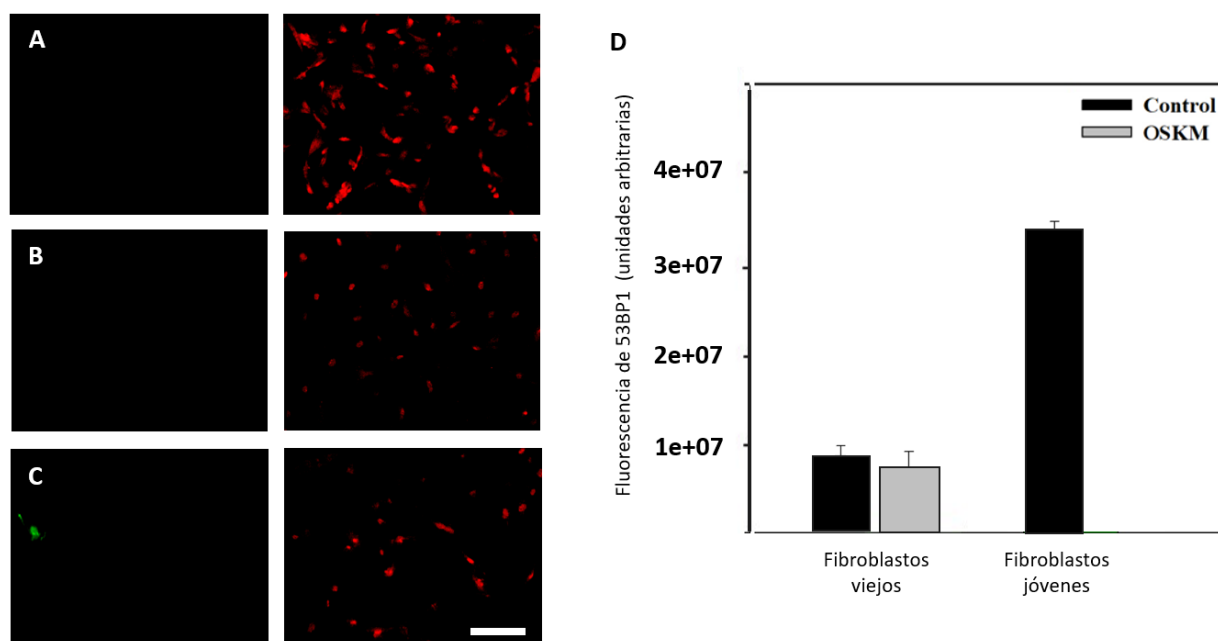 A
B
C
D
Control
OSKM
Fluorescencia de 53BP1 (unidades arbitrarias)
4e+07
3e+07
2e+07
1e+07
Fibroblastos
viejos
Fibroblastos
jóvenes